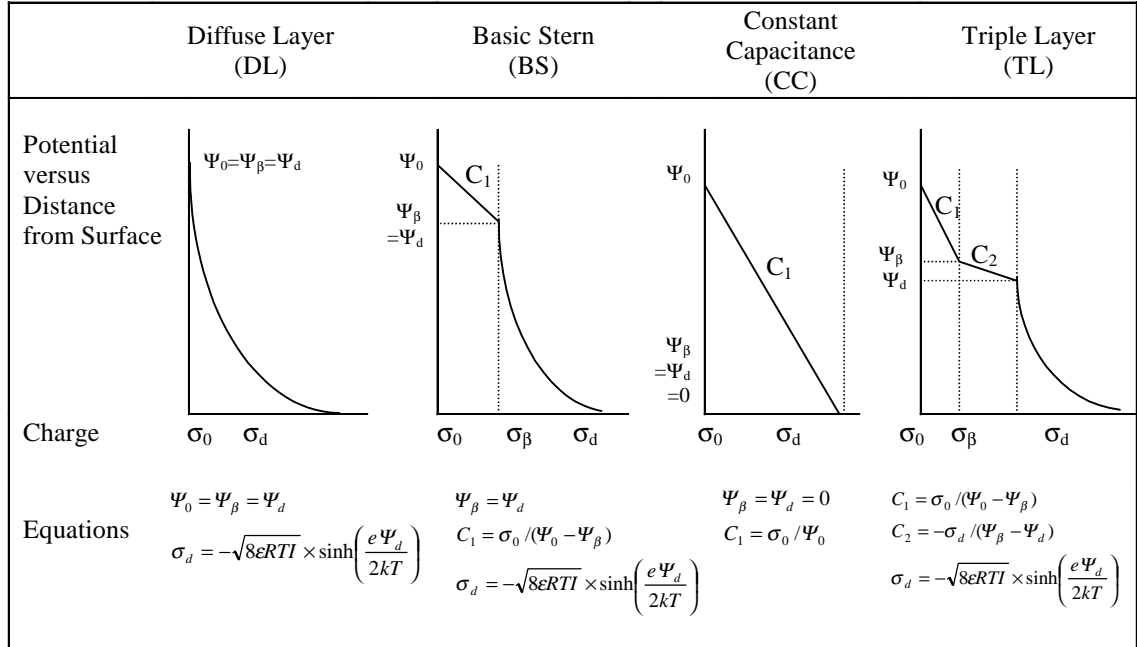 Diffuse Layer
(DL)
Basic Stern
(BS)
Constant
Capacitance
(CC)
Triple Layer
(TL)
Potential
versus
Distance
from Surface
Ψ0=Ψβ=Ψd
Ψ0
C1
Ψβ
=Ψd
Ψ0
C1
Ψβ
=Ψd
=0
Ψ0
C1
Ψβ
C2
Ψd
Charge
σ0 σd
σ0 σβ σd
σ0 σd
σ0 σβ σd
Equations
Ψ0 = Ψβ = Ψd
σd = −√8εRTI × sinh(eΨd/2kT)
Ψβ = Ψd
C1 = σ0 /(Ψ0 − Ψβ)
σd = −√8εRTI × sinh(eΨd/2kT)
Ψβ = Ψd = 0
C1 = σ0 /Ψ0
C1 = σ0 /(Ψ0 − Ψβ)
C2 = −σd /(Ψβ − Ψd)
σd = −√8εRTI × sinh(eΨd/2kT)